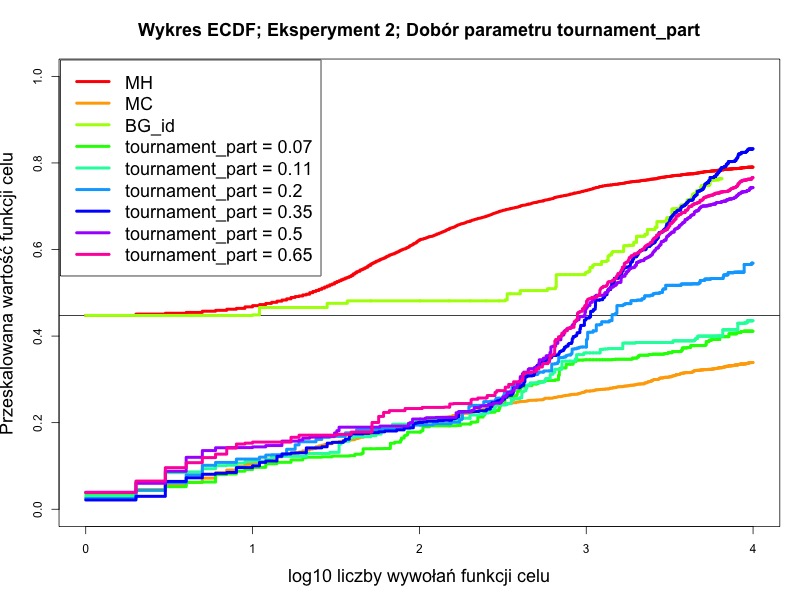 Wykres ECDF; Eksperyment 2; Dobór parametru tournament_part
MH
MC
BG_id
tournament_part = 0.07
tournament_part = 0.11
tournament_part = 0.2
tournament_part = 0.35
tournament_part = 0.5
tournament_part = 0.65
Przeskalowana wartość funkcji celu
1.0
0.8
0.6
0.4
0.2
0.0
0 1 2 3 4
log10 liczby wywołań funkcji celu